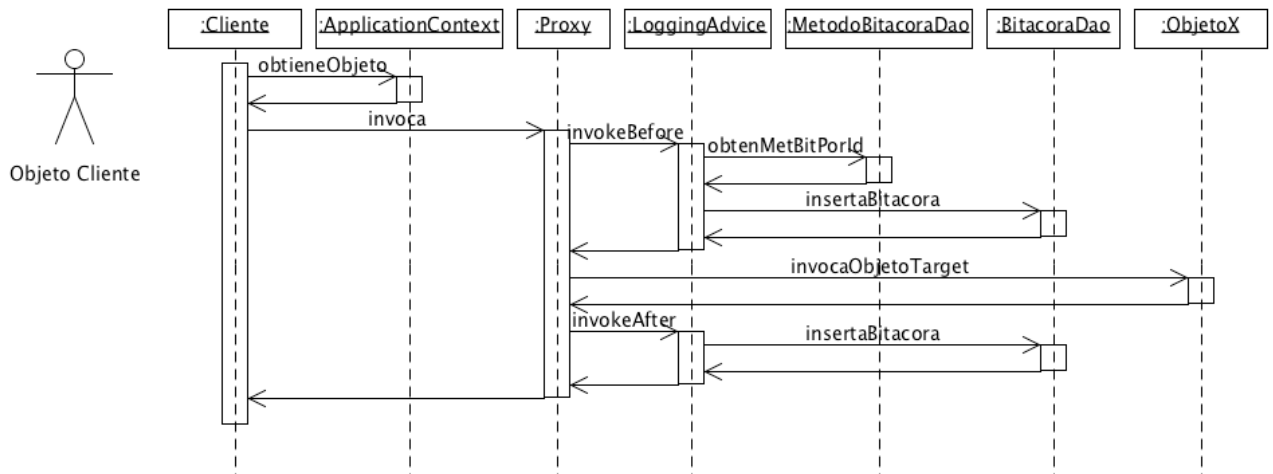 :Cliente
:ApplicationContext
:Proxy
:LoggingAdvice
:MetodoBitacoraDao
:BitacoraDao
:ObjetoX
obtieneObjeto
invoca
invokeBefore
obtenMetBitPorId
Objeto Cliente
insertaBitacora
invocaObjetoTarget
invokeAfter
insertaBitacora